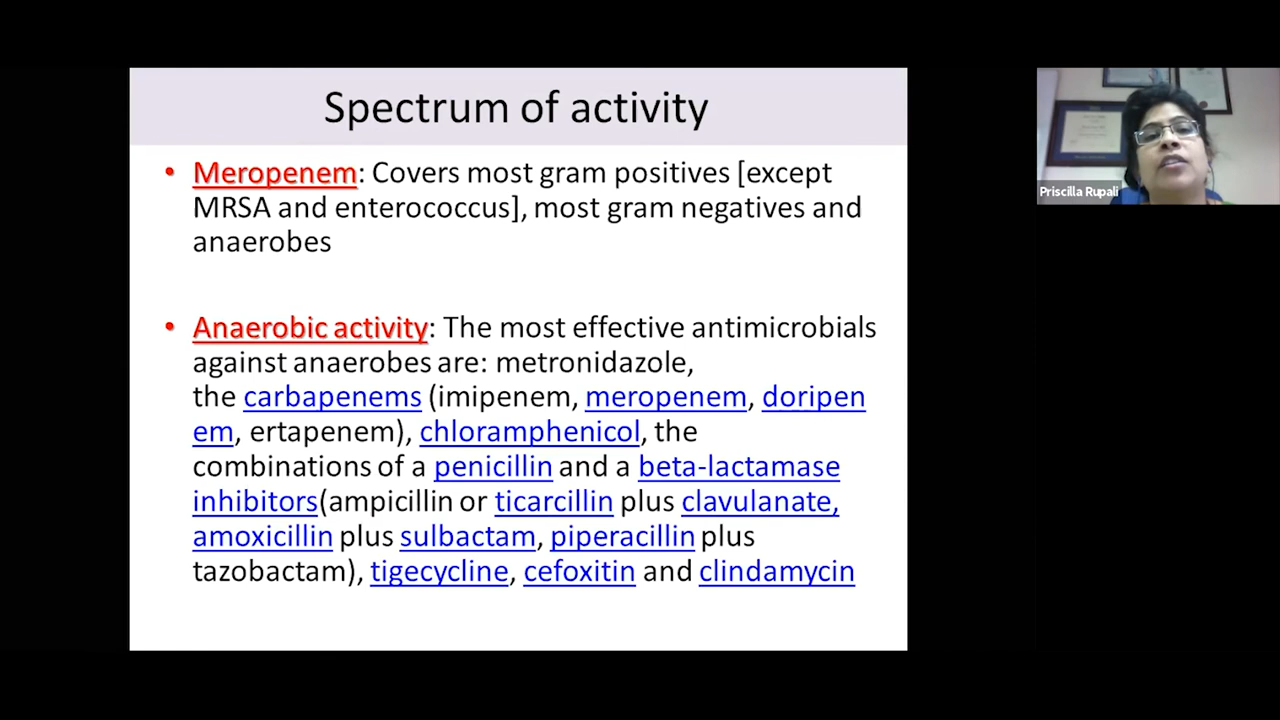 Spectrum of activity
• Meropenem: Covers most gram positives [except
MRSA and enterococcus], most gram negatives and
anaerobes
• Anaerobic activity: The most effective antimicrobials
against anaerobes are: metronidazole,
the carbapenems (imipenem, meropenem, doripen
em, ertapenem), chloramphenicol, the
combinations of a penicillin and a beta-lactamase
inhibitors(ampicillin or ticarcillin plus clavulanate,
amoxicillin plus sulbactam, piperacillin plus
tazobactam), tigecycline, cefoxitin and clindamycin
Priscilla Rupali